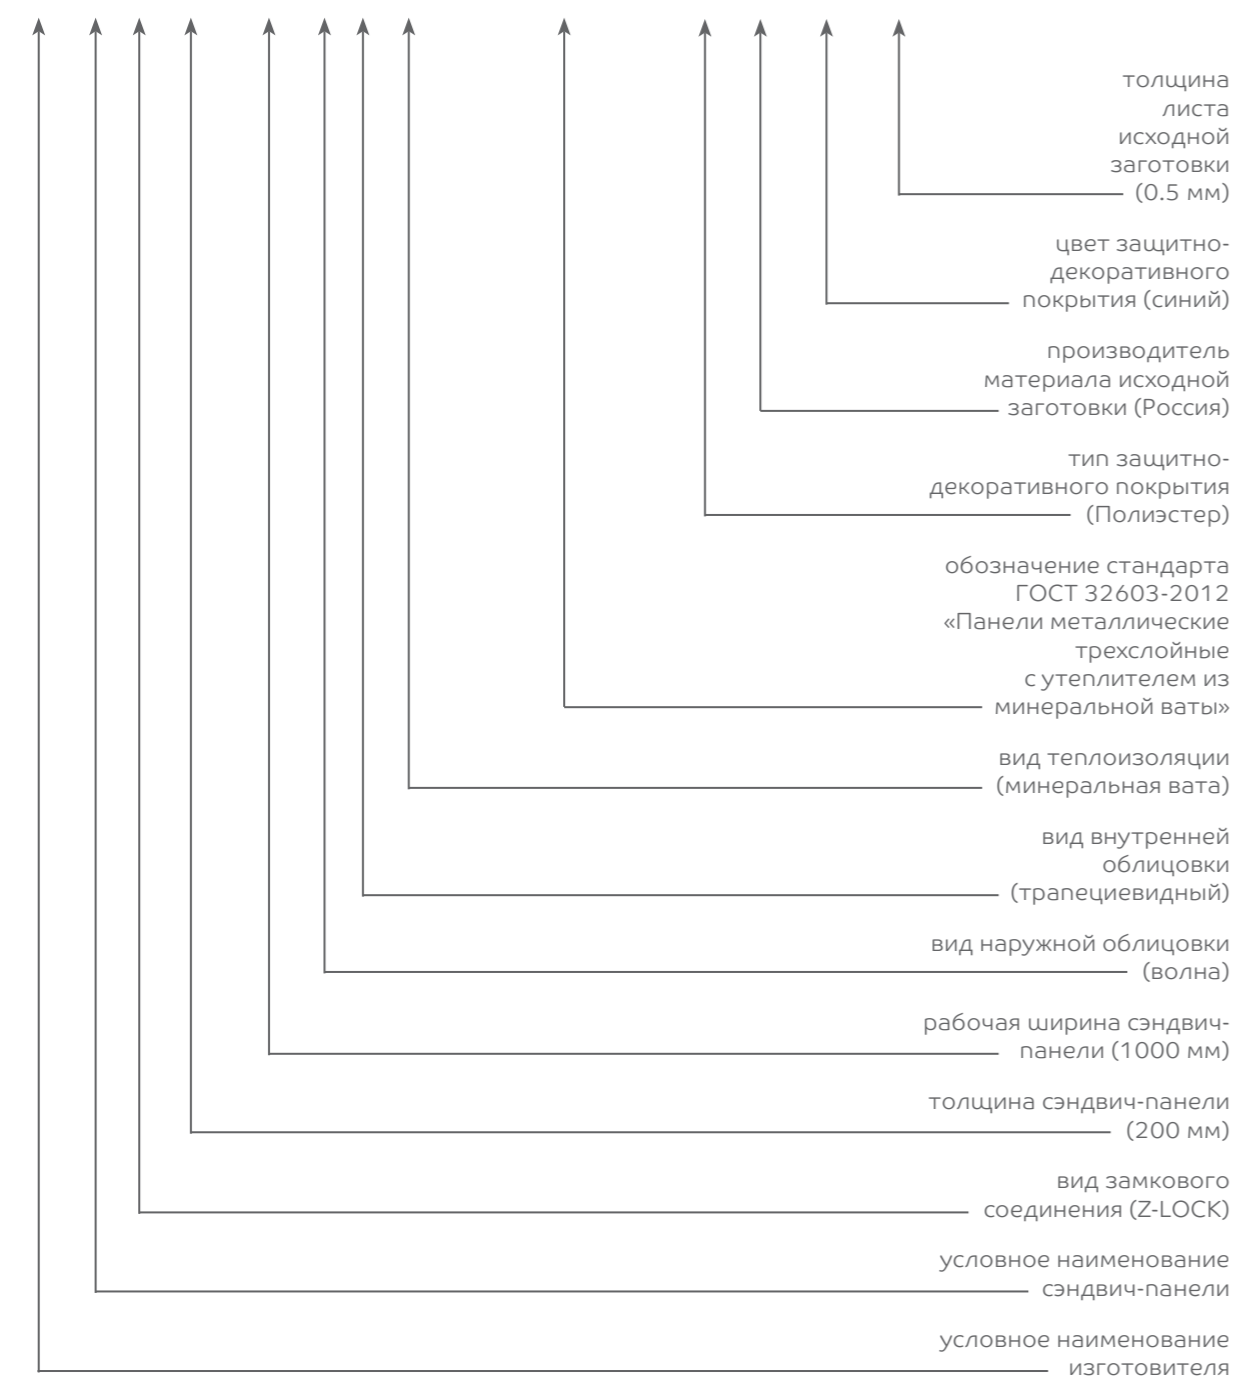 толщина
листа
исходной
заготовки
(0.5 мм)
цвет защитно-
декоративного
покрытия (синий)
производитель
материала исходной
заготовки (Россия)
тип защитно-
декоративного покрытия
(Полиэстер)
обозначение стандарта
ГОСТ 32603-2012
«Панели металлические
трехслойные
с утеплителем из
минеральной ваты»
вид теплоизоляции
(минеральная вата)
вид внутренней
облицовки
(трапециевидный)
вид наружной облицовки
(волна)
рабочая ширина сэндвич-
панели (1000 мм)
толщина сэндвич-панели
(200 мм)
вид замкового
соединения (Z-LOCK)
условное наименование
сэндвич-панели
условное наименование
изготовителя